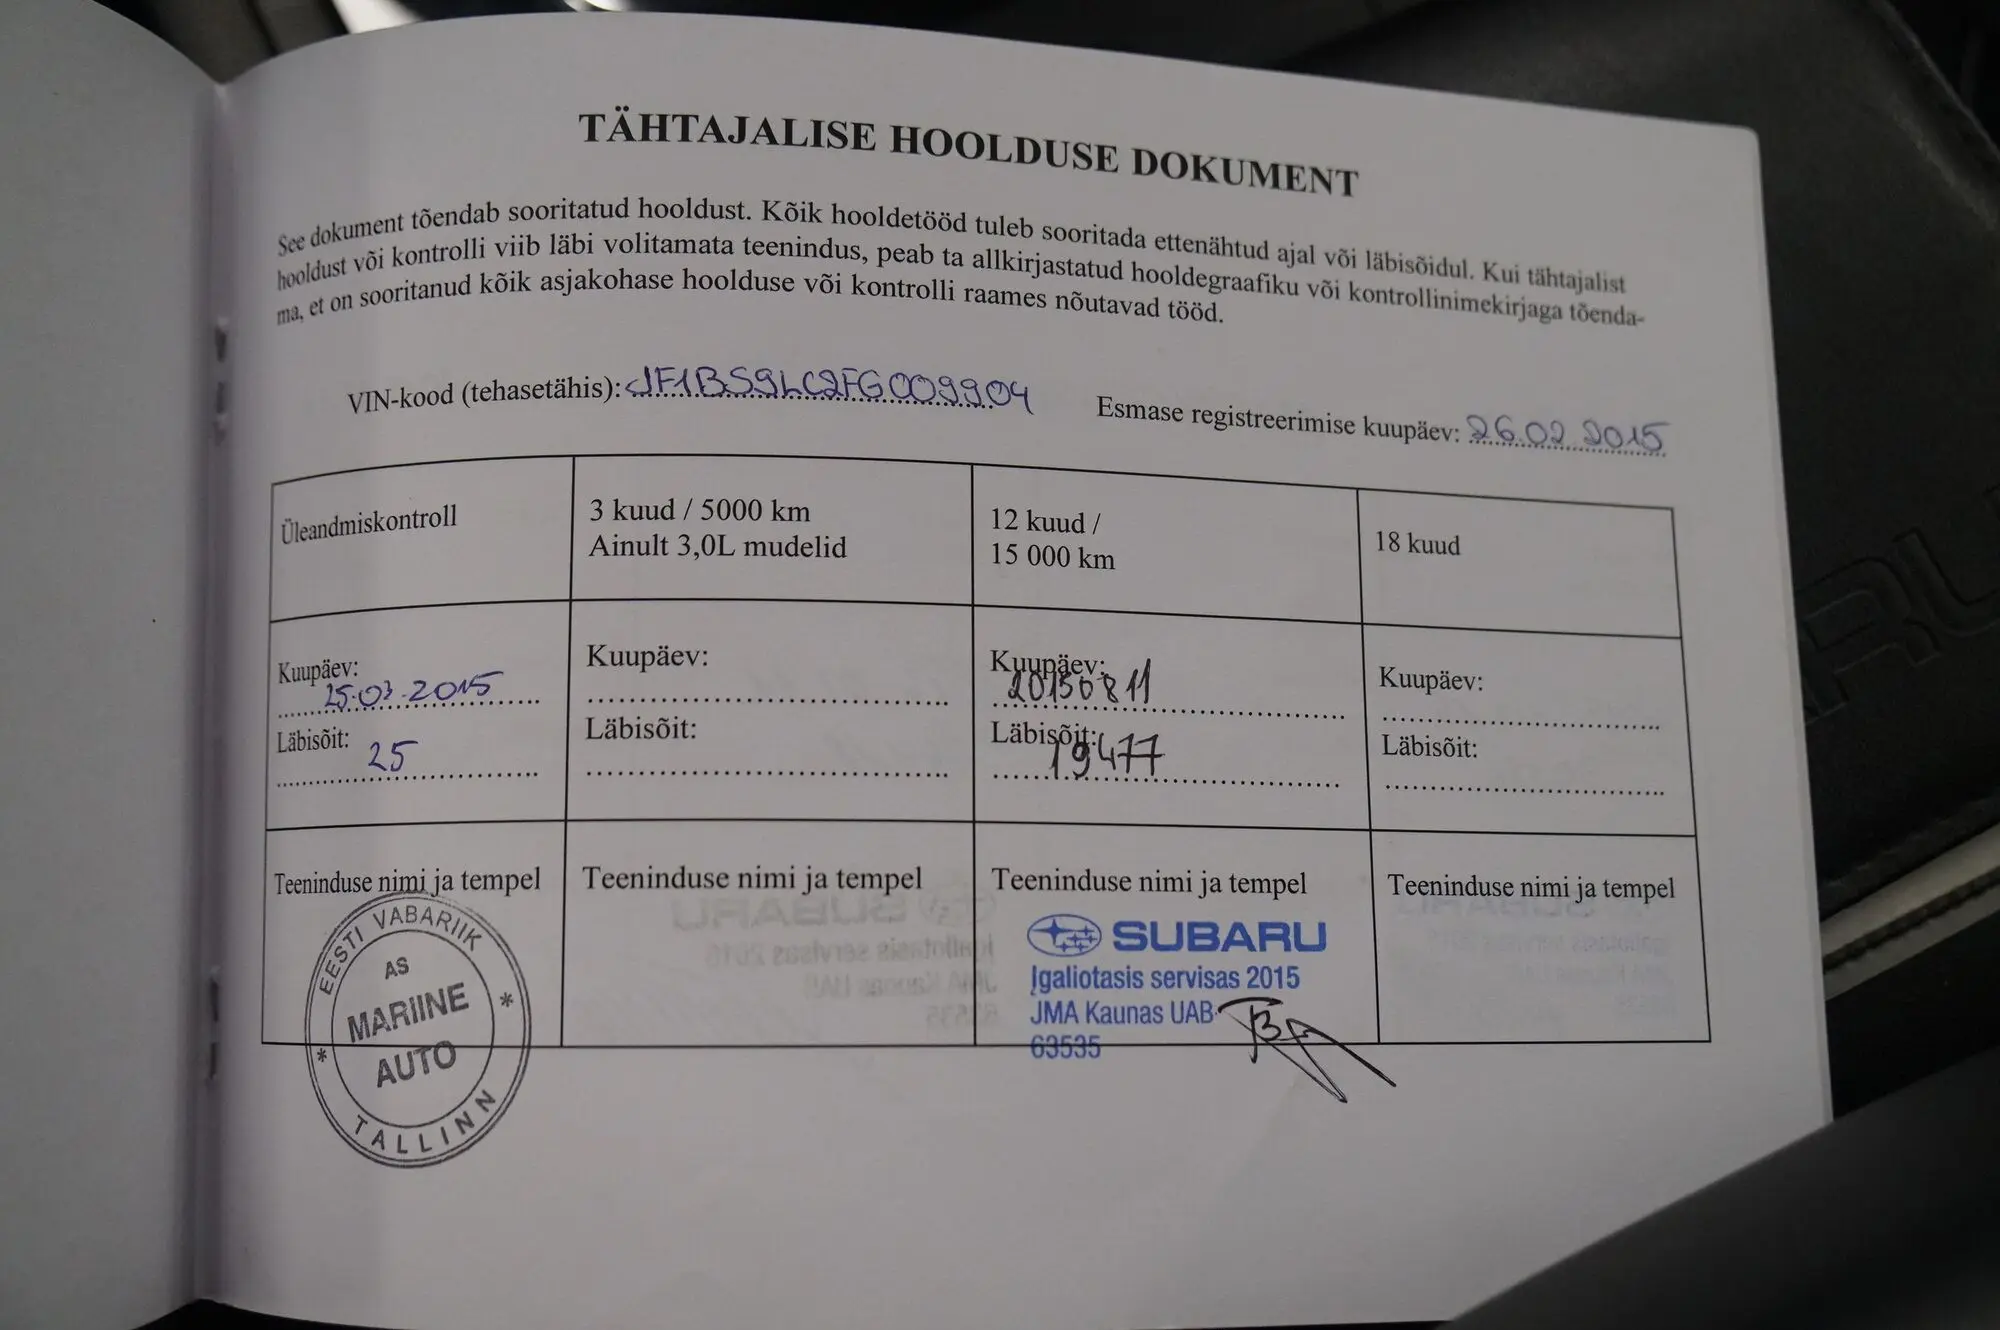 TÄHTAJALISE HOOLDUSE DOKUMENT
See dokument tõendab sooritatud hooldust. Kõik hooldetööd tuleb sooritada ettenähtud ajal või läbisõidul. Kui tähtajalist
hooldust või kontrolli viib läbi volitamata teenindus, peab ta allkirjastatud hooldegraafiku või kontrollinimekirjaga tõenda-
ma, et on sooritanud kõik asjakohase hoolduse või kontrolli raames nõutavad tööd.
VIN-kood (tehasetähis): JF1BS9LC2FG009904 Esmase registreerimise kuupäev: 26.02.2015
Üleandmiskontroll
3 kuud / 5000 km
Ainult 3,0L mudelid
12 kuud /
15 000 km
18 kuud
Kuupäev:
25.03.2015
Läbisõit:
25
Kuupäev:
Läbisõit:
Kuupäev:
20150811
Läbisõit:
19477
Kuupäev:
Läbisõit:
Teeninduse nimi ja tempel
EESTI VABARIIK
AS
MARIINE
AUTO
TALLINN
Teeninduse nimi ja tempel
Teeninduse nimi ja tempel
SUBARU
Įgaliotasis servisas 2015
JMA Kaunas UAB
63535
Teeninduse nimi ja tempel